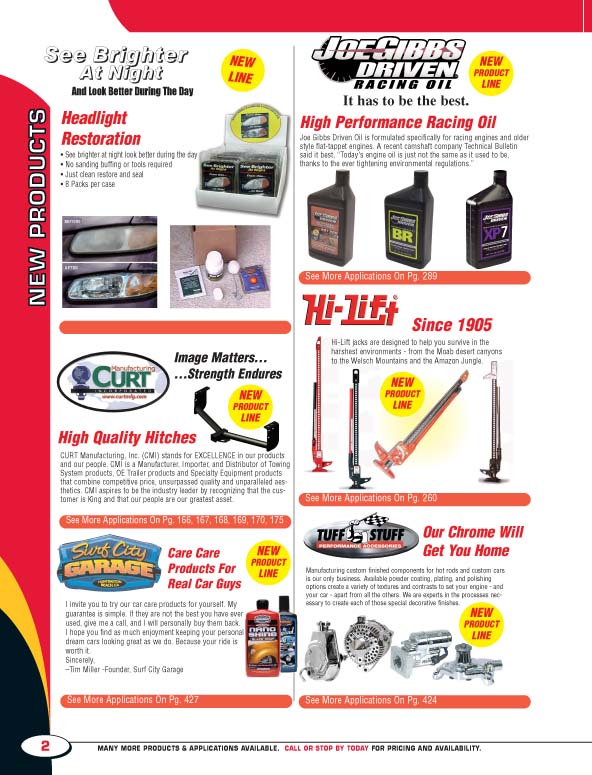 NEW PRODUCTS
See Brighter
At Night
And Look Better During The Day
NEW
LINE
Headlight
Restoration
• See brighter at night look better during the day
• No sanding buffing or tools required
• Just clean restore and seal
• 8 Packs per case
See Brighter
At Night
See Brighter
At Night
BEFORE
AFTER
JOE GIBBS
DRIVEN
RACING OIL
It has to be the best.
NEW
PRODUCT
LINE
High Performance Racing Oil
Joe Gibbs Driven Oil is formulated specifically for racing engines and older
style flat-tappet engines. A recent camshaft company Technical Bulletin
said it best, "Today's engine oil is just not the same as it used to be,
thanks to the ever tightening environmental regulations."
BR
XP7
See More Applications On Pg. 289
Manufacturing
CURT
INCORPORATED
www.curtmfg.com
Image Matters...
...Strength Endures
NEW
PRODUCT
LINE
High Quality Hitches
CURT Manufacturing, Inc. (CMI) stands for EXCELLENCE in our products
and our people. CMI is a Manufacturer, Importer, and Distributor of Towing
System products, OE Trailer products and Specialty Equipment products
that combine competitive price, unsurpassed quality and unparalleled aes-
thetics. CMI aspires to be the industry leader by recognizing that the cus-
tomer is King and that our people are our greatest asset.
See More Applications On Pg. 166, 167, 168, 169, 170, 175
Hi-Lift
Since 1905
Hi-Lift jacks are designed to help you survive in the
harshest environments - from the Moab desert canyons
to the Welsch Mountains and the Amazon Jungle.
NEW
PRODUCT
LINE
See More Applications On Pg. 260
Surf City
GARAGE
HUNTINGTON
BEACH, CA
Care Care
Products For
Real Car Guys
NEW
PRODUCT
LINE
I invite you to try our car care products for yourself. My
guarantee is simple. If they are not the best you have ever
used, give me a call, and I will personally buy them back.
I hope you find as much enjoyment keeping your personal
dream cars looking great as we do. Because your ride is
worth it.
Sincerely,
–Tim Miller -Founder, Surf City Garage
NANO
SHINE
See More Applications On Pg. 427
TUFF STUFF
PERFORMANCE ACCESSORIES
Our Chrome Will
Get You Home
Manufacturing custom finished components for hot rods and custom cars
is our only business. Available powder coating, plating, and polishing
options create a variety of features and contrasts to set your engine - and
your car - apart from all the others. We are experts in the processes nec-
essary to create each of those special decorative finishes.
NEW
PRODUCT
LINE
See More Applications On Pg. 424
2
MANY MORE PRODUCTS & APPLICATIONS AVAILABLE. CALL OR STOP BY TODAY FOR PRICING AND AVAILABILITY.